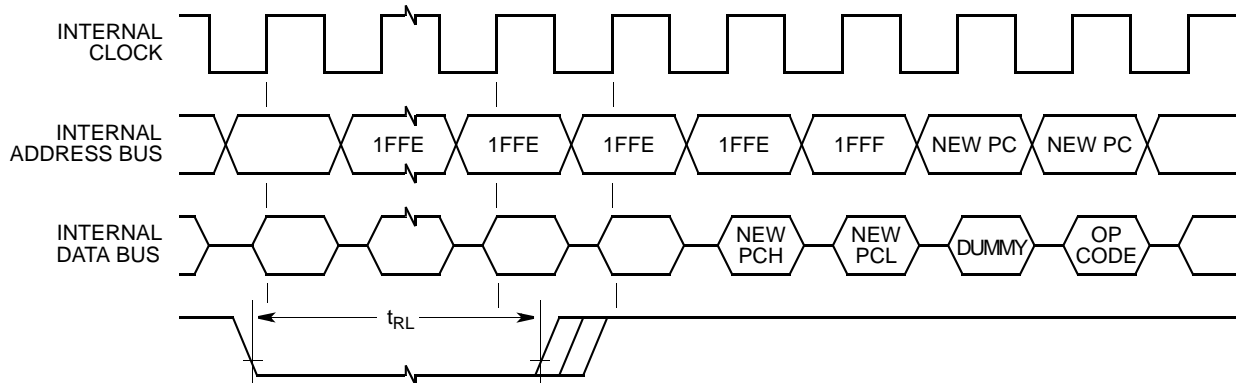 INTERNAL
CLOCK
INTERNAL
ADDRESS BUS
1FFE
1FFE
1FFE
1FFE
1FFF
NEW PC
NEW PC
INTERNAL
DATA BUS
NEW
PCH
NEW
PCL
DUMMY
OP
CODE
tRL